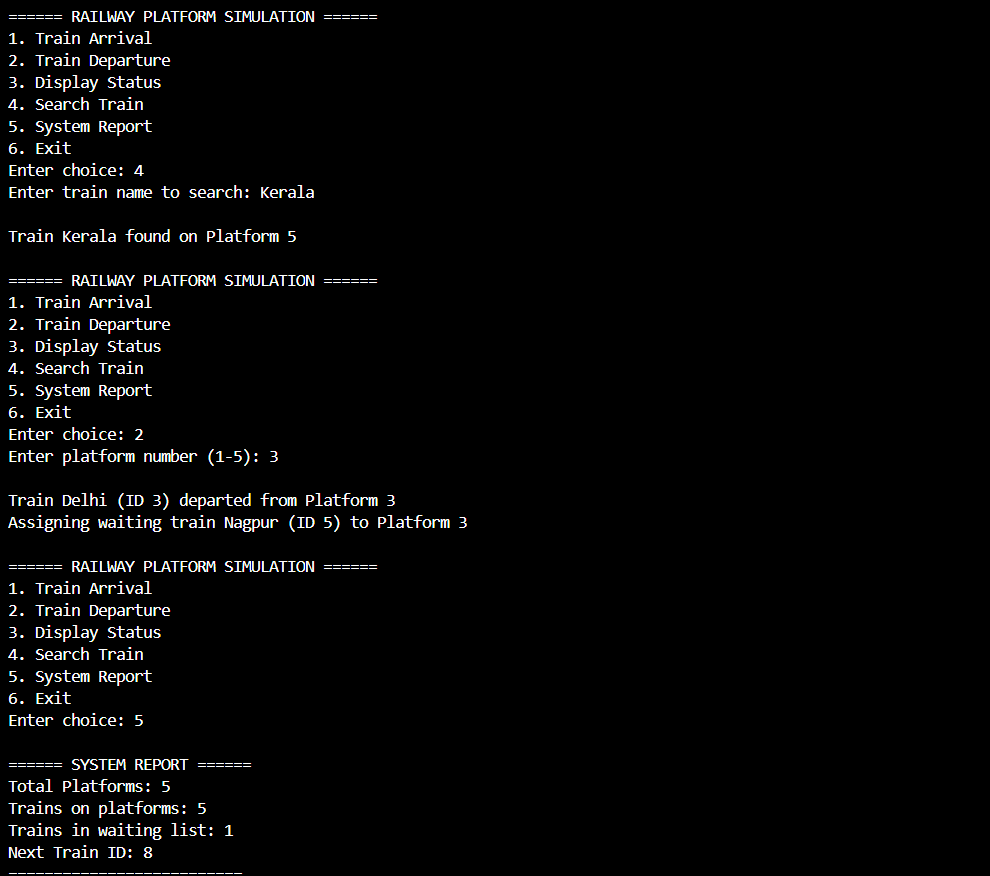 ====== RAILWAY PLATFORM SIMULATION ======
1. Train Arrival
2. Train Departure
3. Display Status
4. Search Train
5. System Report
6. Exit
Enter choice: 4
Enter train name to search: Kerala
Train Kerala found on Platform 5
====== RAILWAY PLATFORM SIMULATION ======
1. Train Arrival
2. Train Departure
3. Display Status
4. Search Train
5. System Report
6. Exit
Enter choice: 2
Enter platform number (1-5): 3
Train Delhi (ID 3) departed from Platform 3
Assigning waiting train Nagpur (ID 5) to Platform 3
====== RAILWAY PLATFORM SIMULATION ======
1. Train Arrival
2. Train Departure
3. Display Status
4. Search Train
5. System Report
6. Exit
Enter choice: 5
====== SYSTEM REPORT ======
Total Platforms: 5
Trains on platforms: 5
Trains in waiting list: 1
Next Train ID: 8
==========================